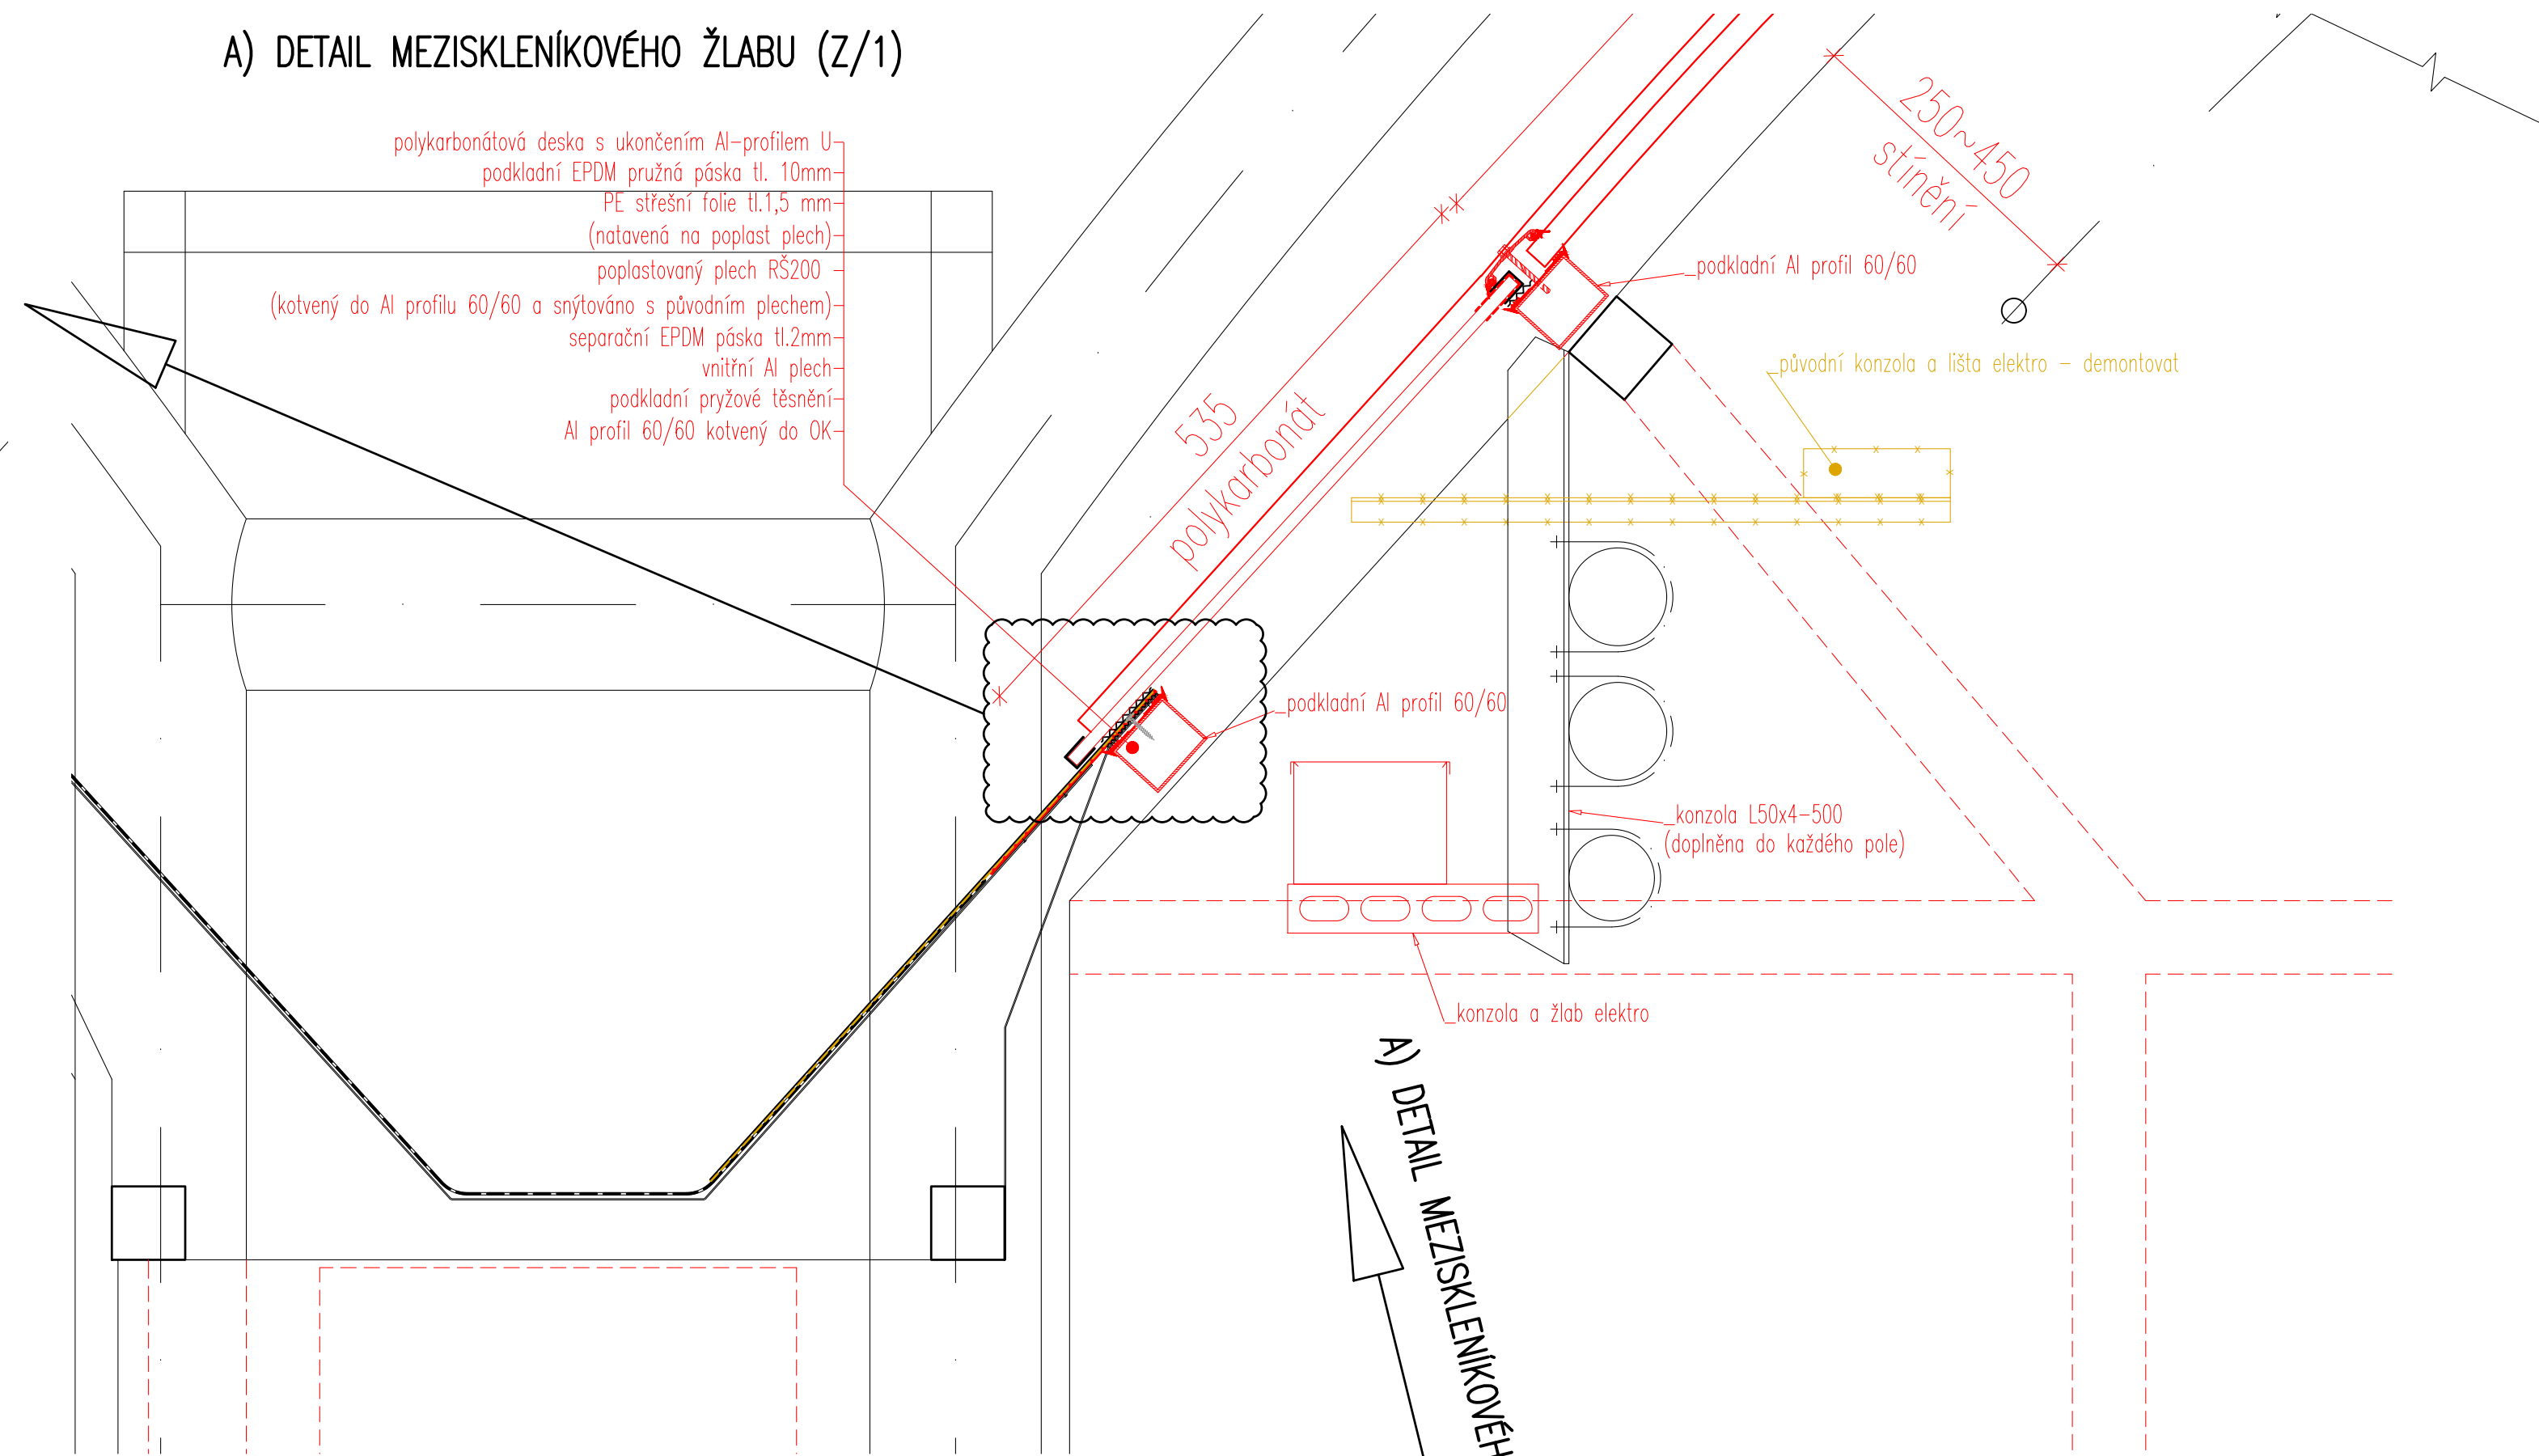 A) DETAIL MEZISKLENÍKOVÉHO ŽLABU (Z/1)
polykarbonátová deska s ukončením Al-profilem U
podkladní EPDM pružná páska tl. 10mm
PE střešní folie tl.1,5 mm
(natavená na poplast plech)
poplastovaný plech RŠ200
(kotvený do Al profilu 60/60 a snýtováno s původním plechem)
separační EPDM páska tl.2mm
vnitřní Al plech
podkladní pryžové těsnění
Al profil 60/60 kotvený do OK
250~450
stínění
podkladní Al profil 60/60
původní konzola a lišta elektro - demontovat
535
polykarbonát
podkladní Al profil 60/60
konzola L50x4-500
(doplněna do každého pole)
konzola a žlab elektro
A) DETAIL MEZISKLENÍKOVÉH